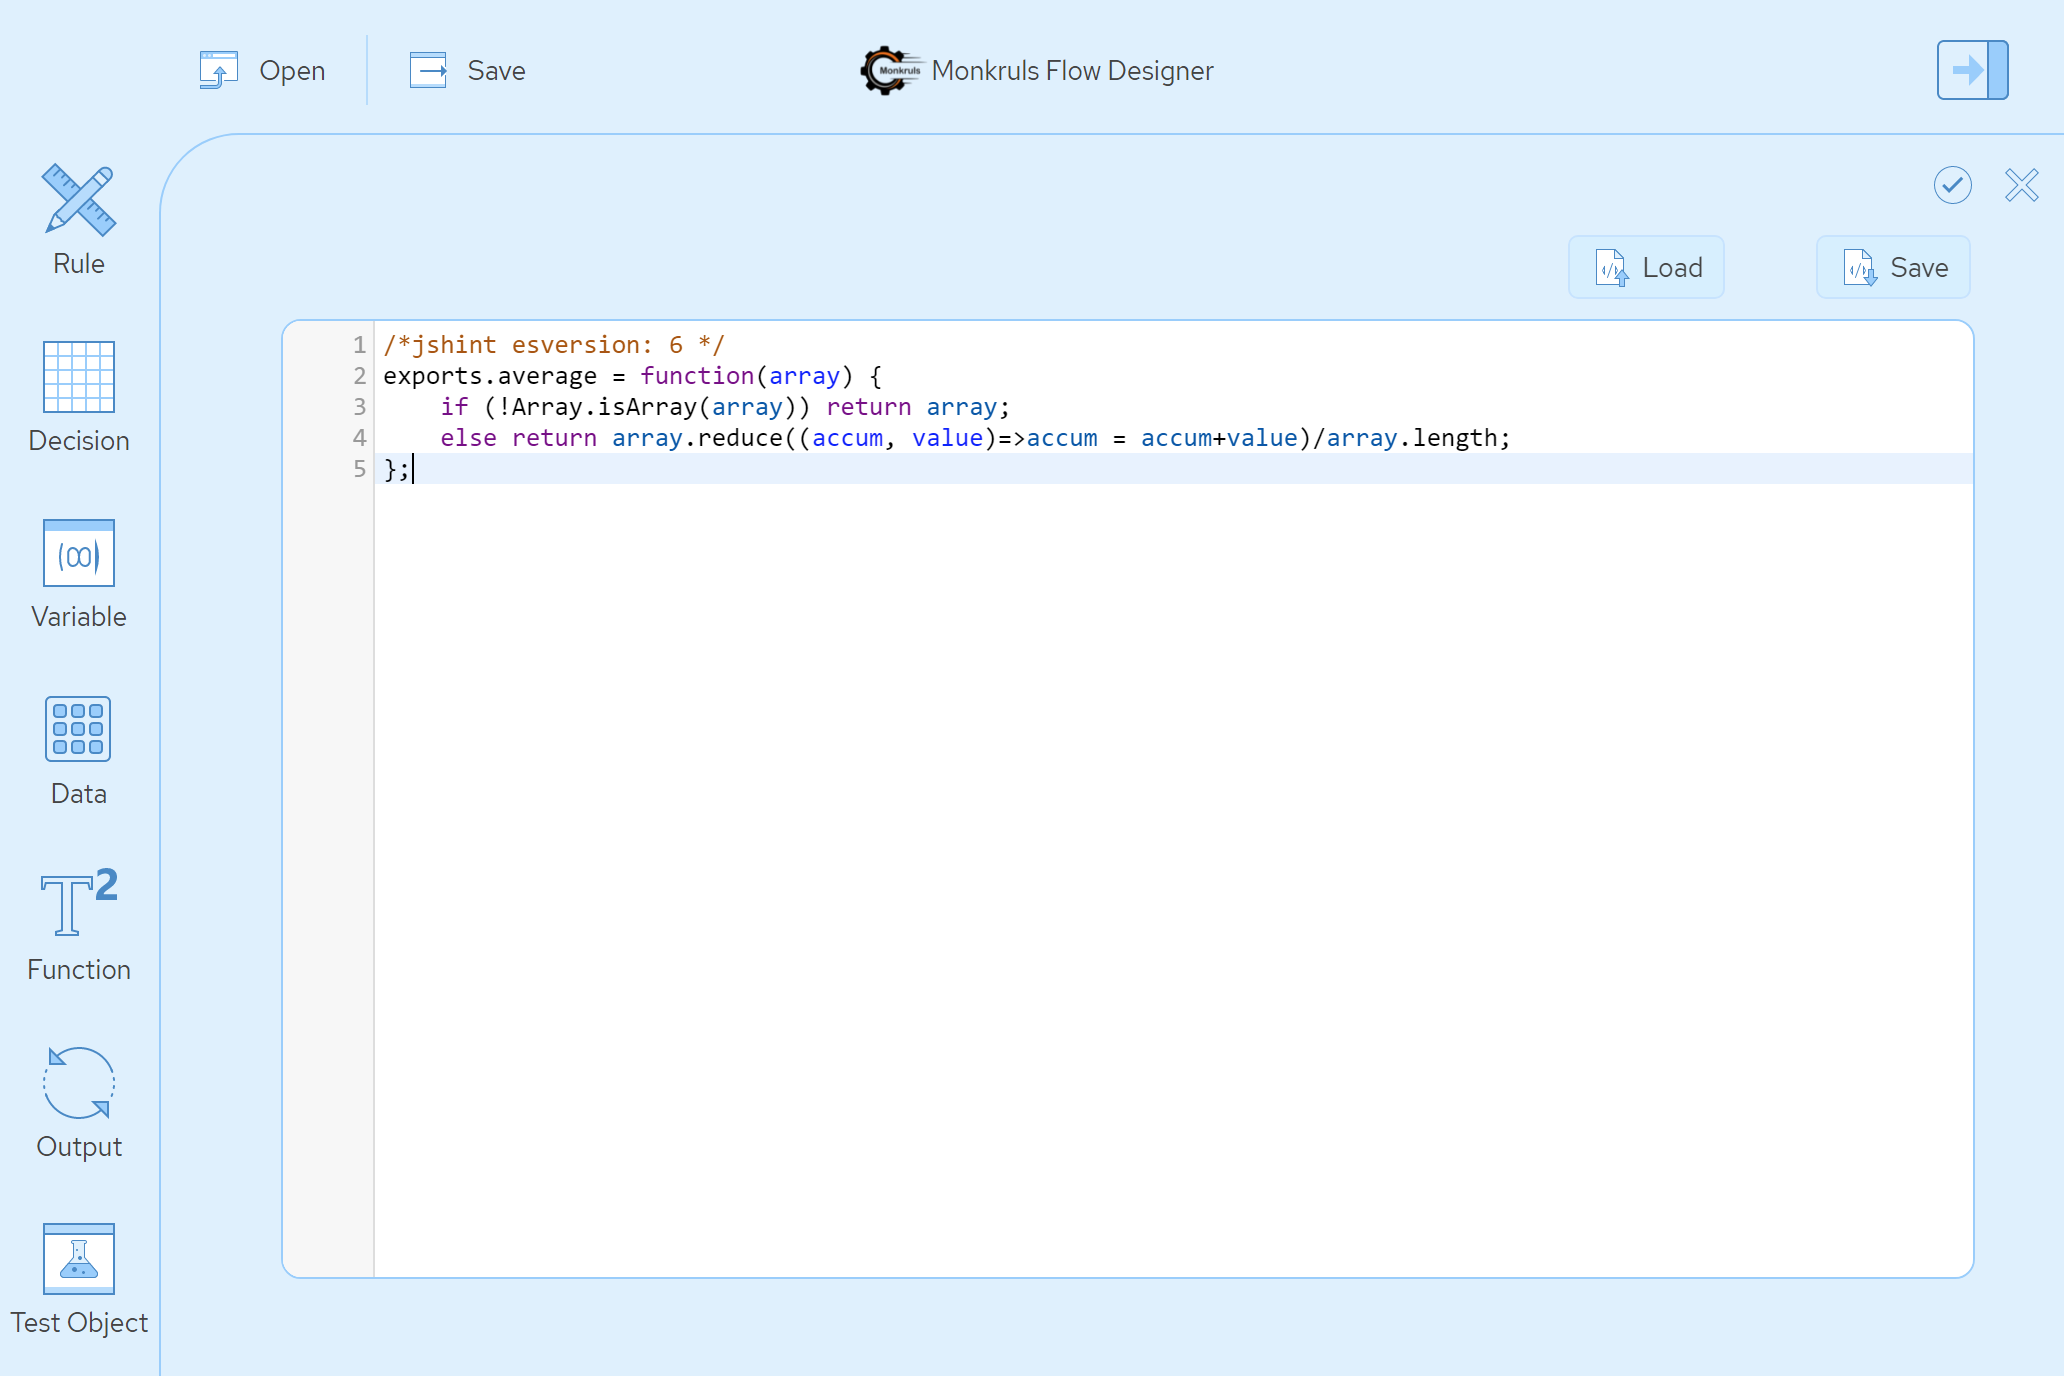 Open
Save
Monkruls
Monkruls Flow Designer
Rule
Decision
Variable
Data
T2
Function
Output
Test Object
Load
Save
1 /*jshint esversion: 6 */
2 exports.average = function(array) {
3     if (!Array.isArray(array)) return array;
4     else return array.reduce((accum, value)=>accum = accum+value)/array.length;
5 };